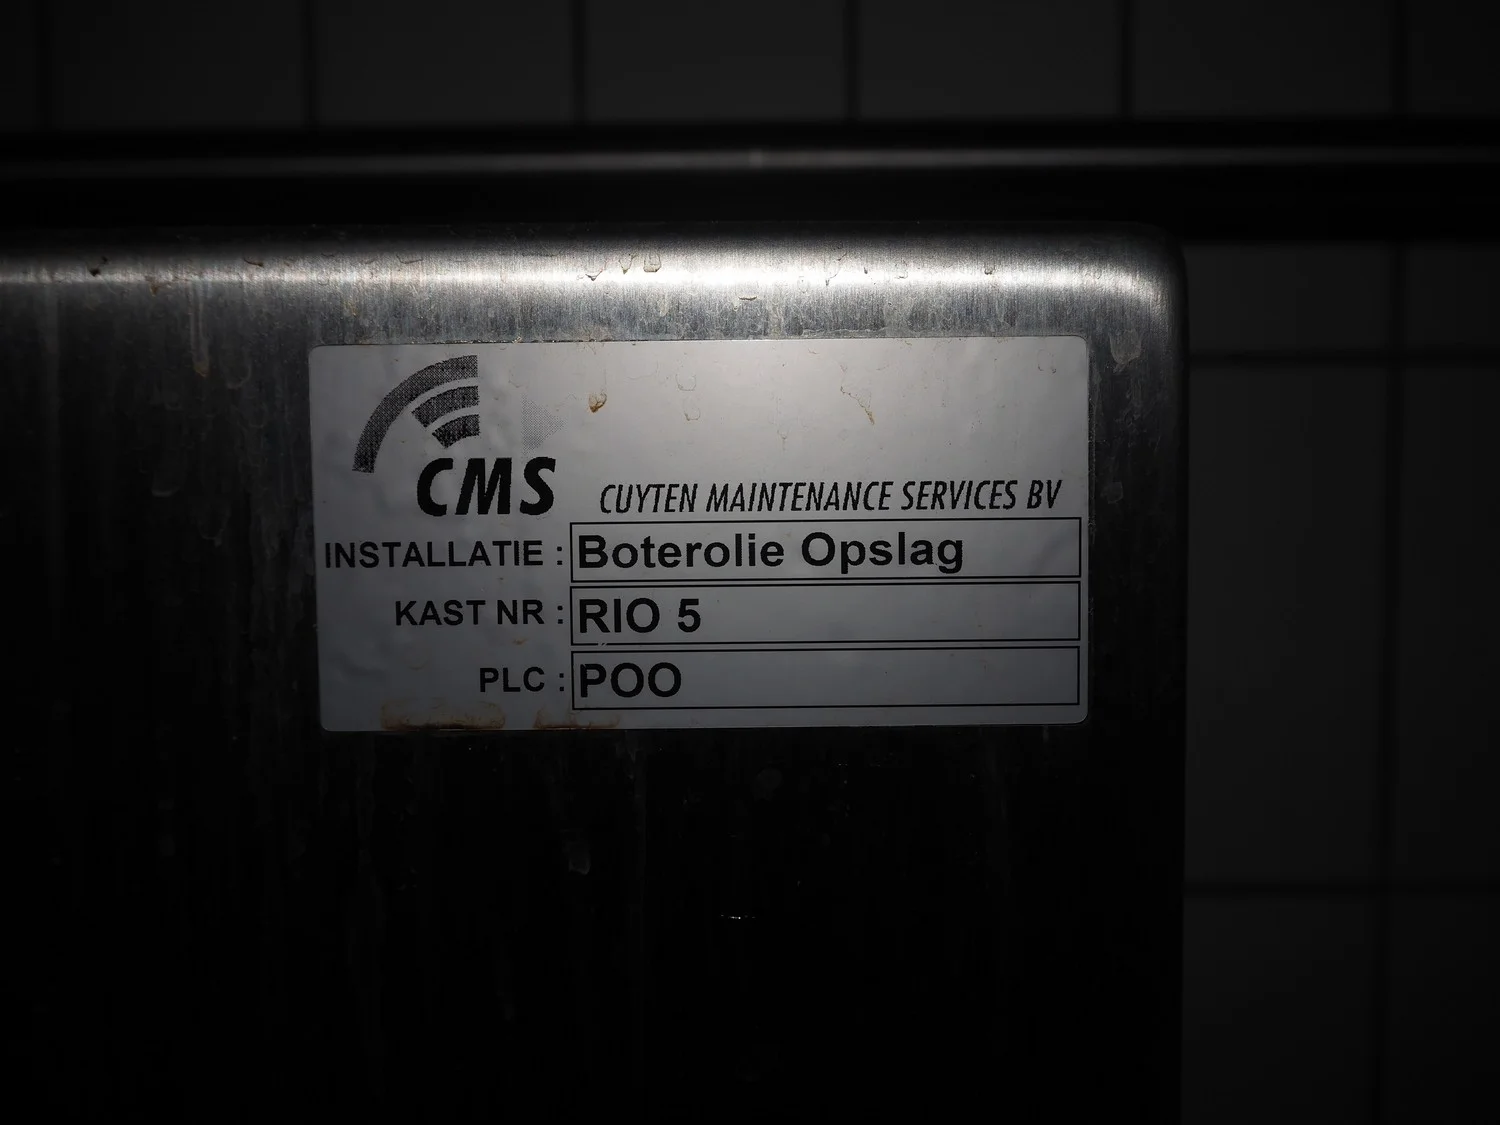 CMS
CUYTEN MAINTENANCE SERVICES BV
INSTALLATIE : Boterolie Opslag
KAST NR : RIO 5
PLC : POO